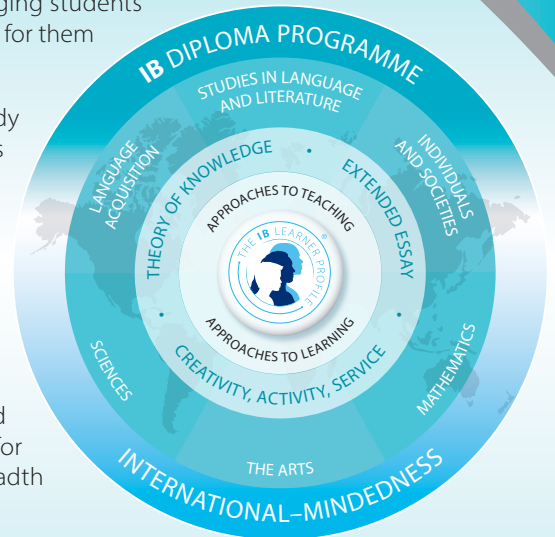 ging students
for them
dy
s
d
for
adth
IB DIPLOMA PROGRAMME
STUDIES IN LANGUAGE
AND LITERATURE
LANGUAGE
ACQUISITION
INDIVIDUALS
AND SOCIETIES
THEORY OF KNOWLEDGE
•
EXTENDED ESSAY
APPROACHES TO TEACHING
THE IB LEARNER PROFILE®
APPROACHES TO LEARNING
•
CREATIVITY, ACTIVITY, SERVICE
•
SCIENCES
MATHEMATICS
THE ARTS
INTERNATIONAL–MINDEDNESS